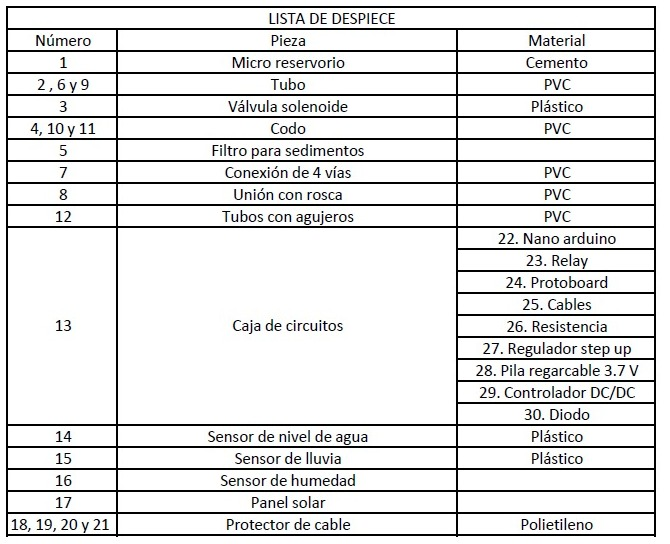 LISTA DE DESPIECE
Número Pieza Material
1 Micro reservorio Cemento
2 , 6 y 9 Tubo PVC
3 Válvula solenoide Plástico
4, 10 y 11 Codo PVC
5 Filtro para sedimentos
7 Conexión de 4 vías PVC
8 Unión con rosca PVC
12 Tubos con agujeros PVC
13 Caja de circuitos
22. Nano arduino
23. Relay
24. Protoboard
25. Cables
26. Resistencia
27. Regulador step up
28. Pila regarcable 3.7 V
29. Controlador DC/DC
30. Diodo
14 Sensor de nivel de agua Plástico
15 Sensor de lluvia Plástico
16 Sensor de humedad
17 Panel solar
18, 19, 20 y 21 Protector de cable Polietileno